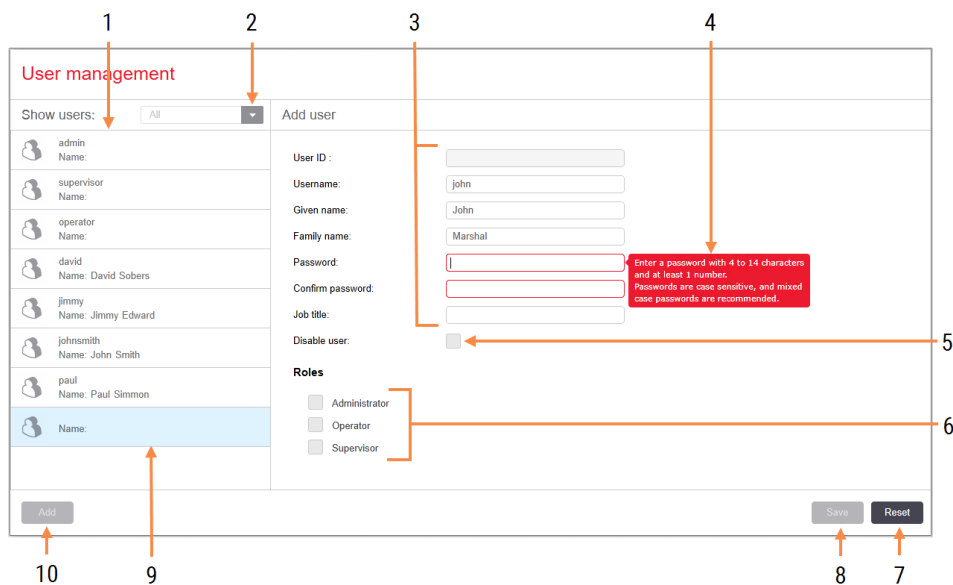 1
2
3
4
User management
Show users:
All
Add user
admin
Name:
supervisor
Name:
operator
Name:
david
Name: David Sobers
jimmy
Name: Jimmy Edward
johnsmith
Name: John Smith
paul
Name: Paul Simmon
Name:
User ID :
Username:
john
Given name:
John
Family name:
Marshal
Password:
Enter a password with 4 to 14 characters
and at least 1 number.
Passwords are case sensitive, and mixed
case passwords are recommended.
Confirm password:
Job title:
Disable user:
5
Roles
Administrator
Operator
Supervisor
6
Add
Save
Reset
10
9
8
7